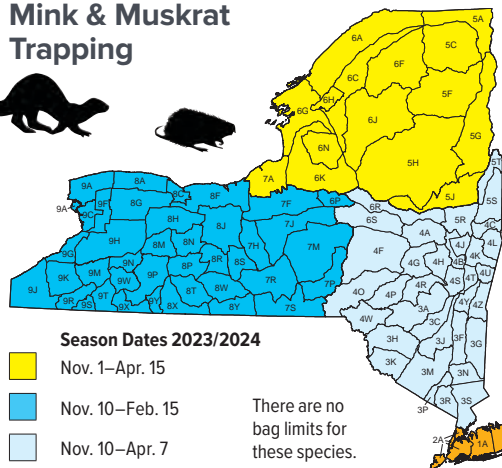 Mink & Muskrat
Trapping
5A
6A
5C
6F
6C
5F
6H
6G
6J
5G
6N
5H
5T
7A
6K
5J
9A
8A
8C
8F
7F
6P
6R
5S
9A
9F
8G
9C
6S
5R
4C
8H
8J
7J
4A
9H
4J
4L
8M
8N
7H
7M
4F
4B
4K
9G
9N
8R
8S
4G
4H
9M
8P
4U
9K
9P
4S
4T
9W
7R
7P
4R
9J
8T
8W
4O
4P
4Y
4Z
9R
9T
9Y
3A
9S
9X
8X
8Y
7S
3C
4W
3H
3J
3F
3G
3K
3M
3N
3P
3R
3S
2A
1A
Season Dates 2023/2024
Nov. 1–Apr. 15
Nov. 10–Feb. 15
Nov. 10–Apr. 7
There are no
bag limits for
these species.